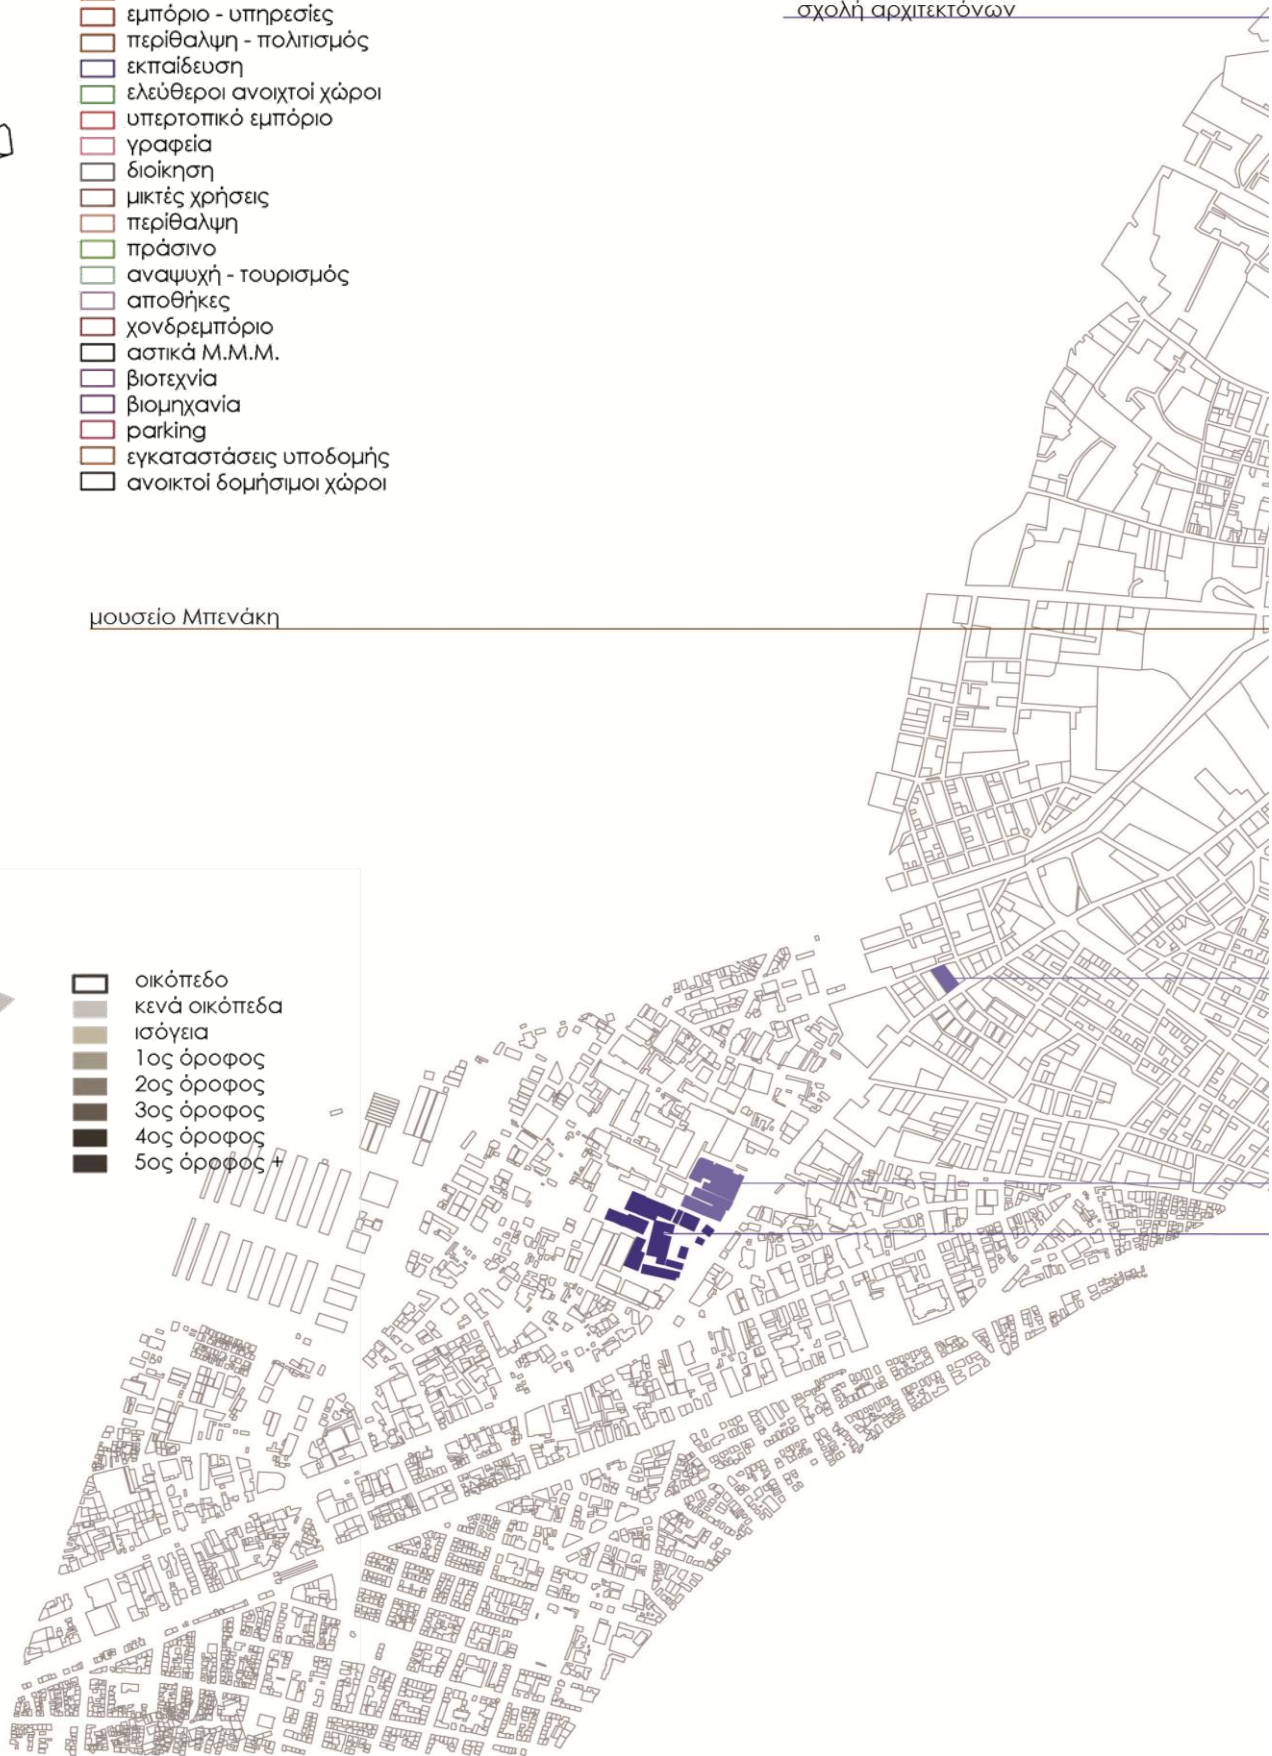 εμπόριο - υπηρεσίες
σχολή αρχιτεκτόνων
περίθαλψη - πολιτισμός
εκπαίδευση
ελεύθεροι ανοιχτοί χώροι
υπερτοπικό εμπόριο
γραφεία
διοίκηση
μικτές χρήσεις
περίθαλψη
πράσινο
αναψυχή - τουρισμός
αποθήκες
χονδρεμπόριο
αστικά Μ.Μ.Μ.
βιοτεχνία
βιομηχανία
parking
εγκαταστάσεις υποδομής
ανοικτοί δομήσιμοι χώροι
μουσείο Μπενάκη
οικόπεδο
κενά οικόπεδα
ισόγεια
1ος όροφος
2ος όροφος
3ος όροφος
4ος όροφος
5ος όροφος +